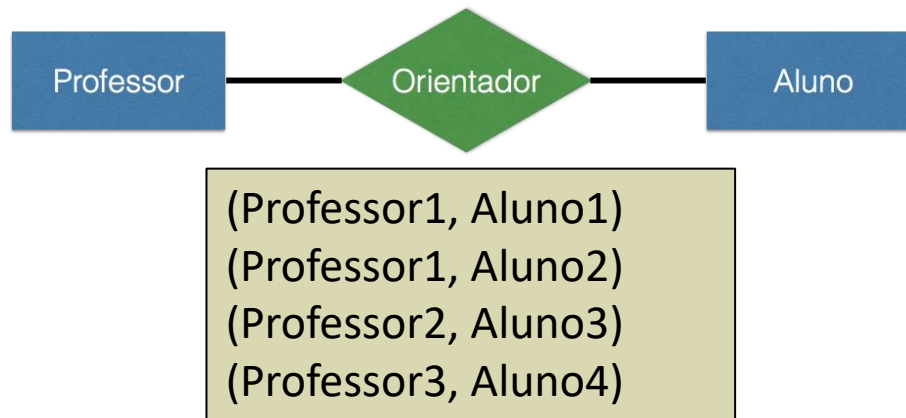 Professor Orientador Aluno
(Professor1, Aluno1)
(Professor1, Aluno2)
(Professor2, Aluno3)
(Professor3, Aluno4)